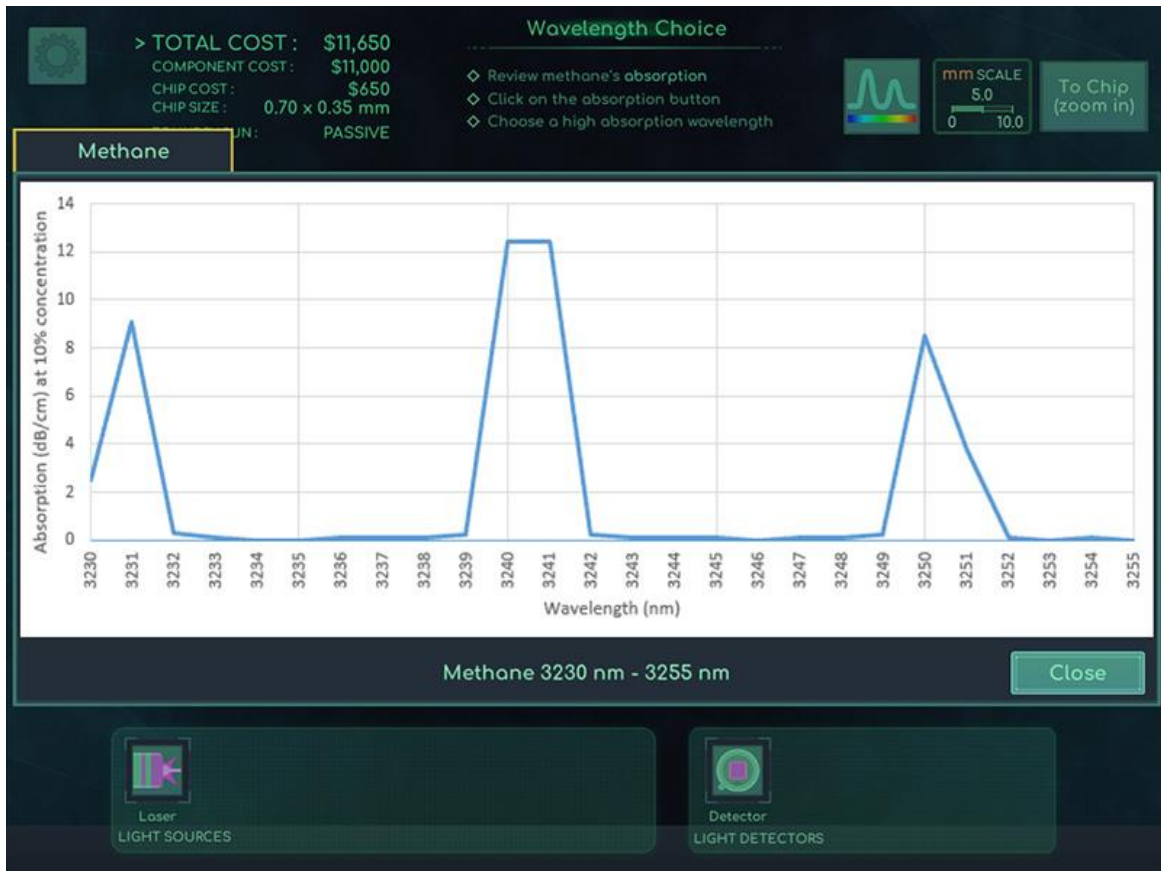 > TOTAL COST: $11,650
COMPONENT COST: $11,000
CHIP COST: $650
CHIP SIZE: 0.70 x 0.35 mm
UN: PASSIVE
Wavelength Choice
Review methane's absorption
Click on the absorption button
Choose a high absorption wavelength
mm SCALE
5.0
0 10.0
To Chip
(zoom in)
Methane
Absorption (dB/cm) at 10% concentration
14
12
10
8
6
4
2
0
3230 3231 3232 3233 3234 3235 3236 3237 3238 3239 3240 3241 3242 3243 3244 3245 3246 3247 3248 3249 3250 3251 3252 3253 3254 3255
Wavelength (nm)
Methane 3230 nm - 3255 nm
Close
Laser
LIGHT SOURCES
Detector
LIGHT DETECTORS